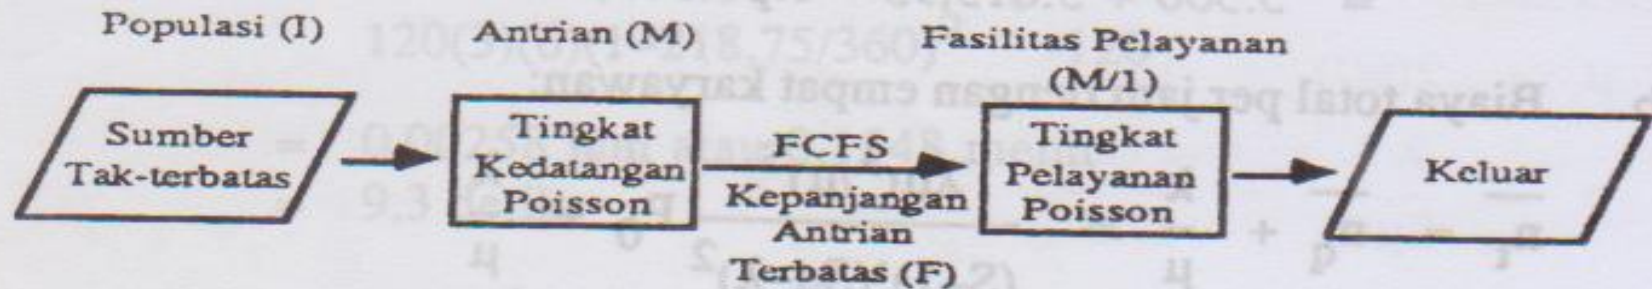 Populasi (I)
Antrian (M)
Fasilitas Pelayanan
(M/1)
Sumber
Tak-terbatas
Tingkat
Kedatangan
Poisson
FCFS
Kepanjangan
Antrian
Terbatas (F)
Tingkat
Pelayanan
Poisson
Keluar